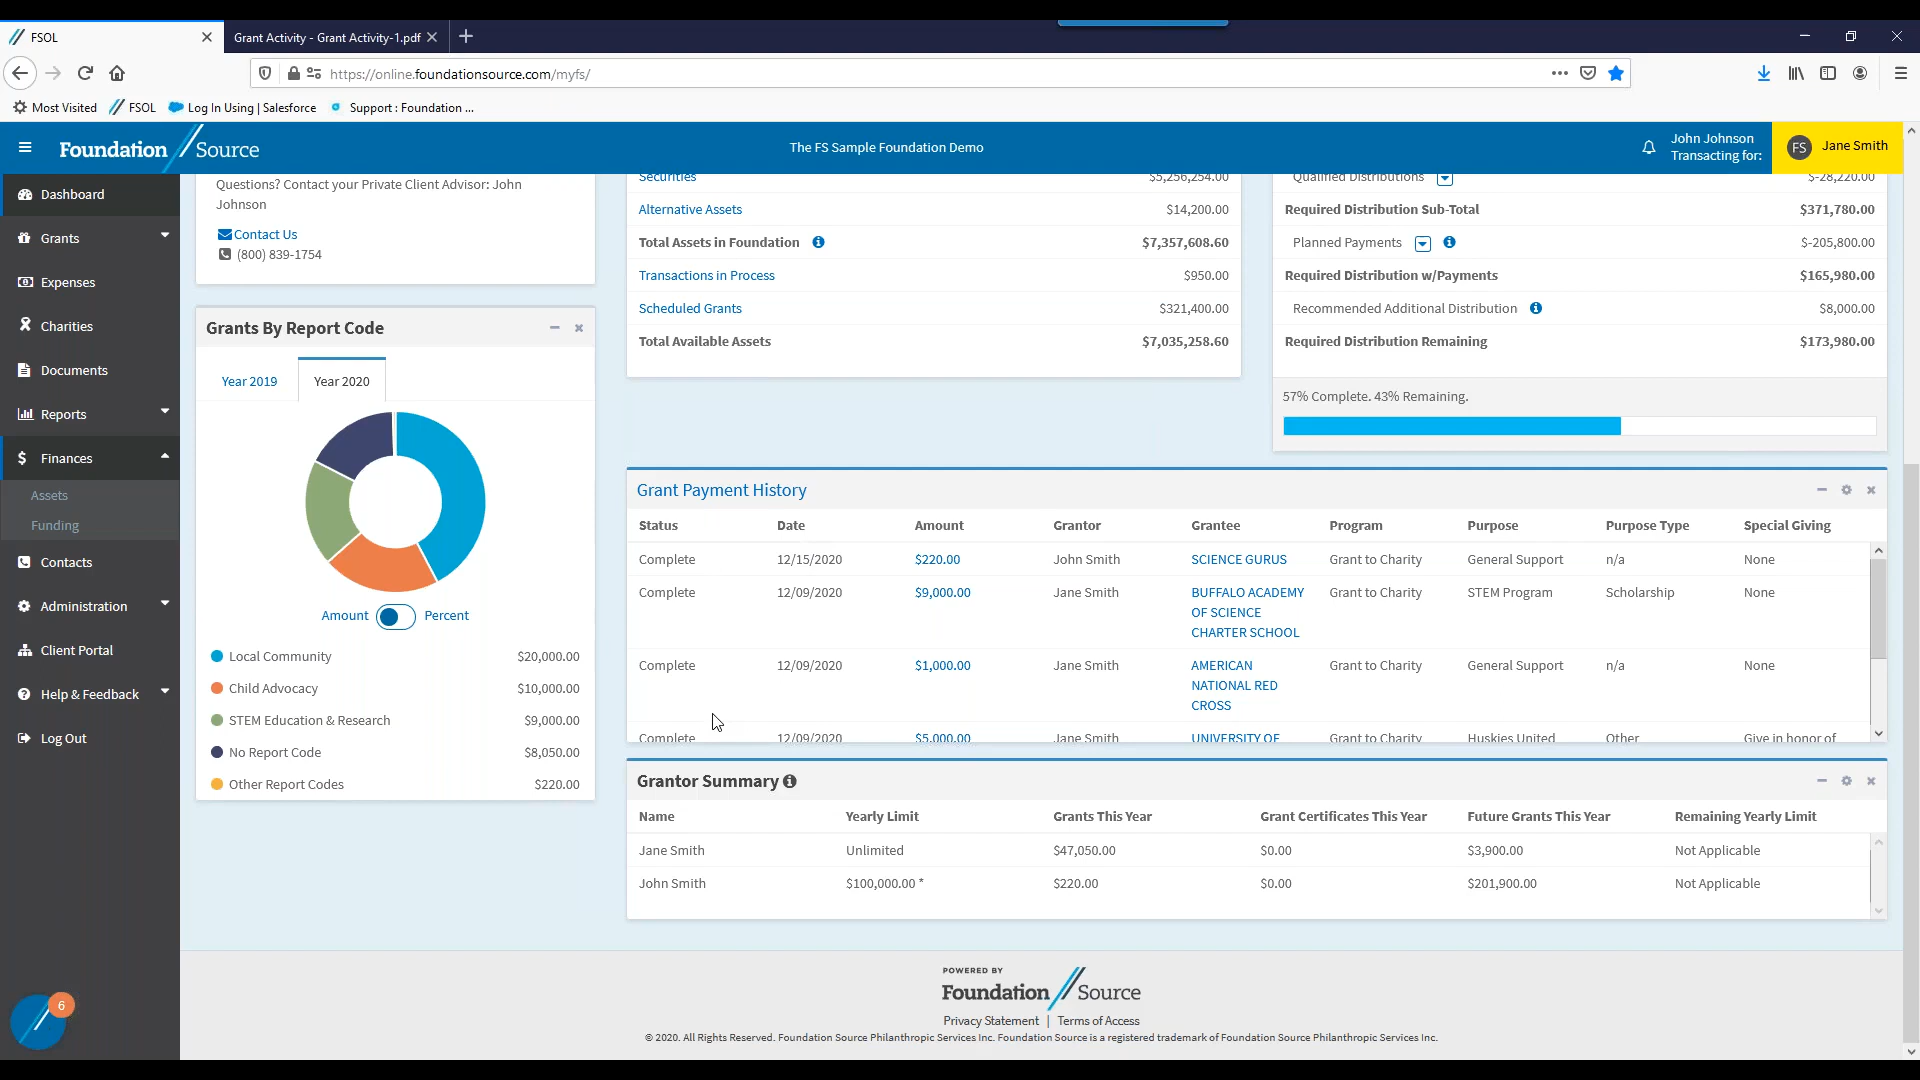 FSOL
Grant Activity - Grant Activity-1.pdf
https://online.foundationsource.com/myfs/
Most Visited FSOL Log In Using | Salesforce Support : Foundation ...
Foundation Source
The FS Sample Foundation Demo
John Johnson
Transacting for:
FS Jane Smith
Dashboard
Grants
Expenses
Charities
Documents
Reports
Finances
Assets
Funding
Contacts
Administration
Client Portal
Help & Feedback
Log Out
6
Questions? Contact your Private Client Advisor: John
Johnson
Contact Us
(800) 839-1754
Grants By Report Code
Year 2019 Year 2020
Amount Percent
Local Community $20,000.00
Child Advocacy $10,000.00
STEM Education & Research $9,000.00
No Report Code $8,050.00
Other Report Codes $220.00
Securities $5,256,254.00
Alternative Assets $14,200.00
Total Assets in Foundation $7,357,608.60
Transactions in Process $950.00
Scheduled Grants $321,400.00
Total Available Assets $7,035,258.60
Qualified Distributions $-28,220.00
Required Distribution Sub-Total $371,780.00
Planned Payments $-205,800.00
Required Distribution w/Payments $165,980.00
Recommended Additional Distribution $8,000.00
Required Distribution Remaining $173,980.00
57% Complete. 43% Remaining.
Grant Payment History
Status Date Amount Grantor Grantee Program Purpose Purpose Type Special Giving
Complete 12/15/2020 $220.00 John Smith SCIENCE GURUS Grant to Charity General Support n/a None
Complete 12/09/2020 $9,000.00 Jane Smith BUFFALO ACADEMY Grant to Charity STEM Program Scholarship None
OF SCIENCE
CHARTER SCHOOL
Complete 12/09/2020 $1,000.00 Jane Smith AMERICAN Grant to Charity General Support n/a None
NATIONAL RED
CROSS
Complete 12/09/2020 $5,000.00 Jane Smith UNIVERSITY OF Grant to Charity Huskies United Other Give in honor of
Grantor Summary
Name Yearly Limit Grants This Year Grant Certificates This Year Future Grants This Year Remaining Yearly Limit
Jane Smith Unlimited $47,050.00 $0.00 $3,900.00 Not Applicable
John Smith $100,000.00 * $220.00 $0.00 $201,900.00 Not Applicable
POWERED BY
Foundation Source
Privacy Statement | Terms of Access
© 2020. All Rights Reserved. Foundation Source Philanthropic Services Inc. Foundation Source is a registered trademark of Foundation Source Philanthropic Services Inc.